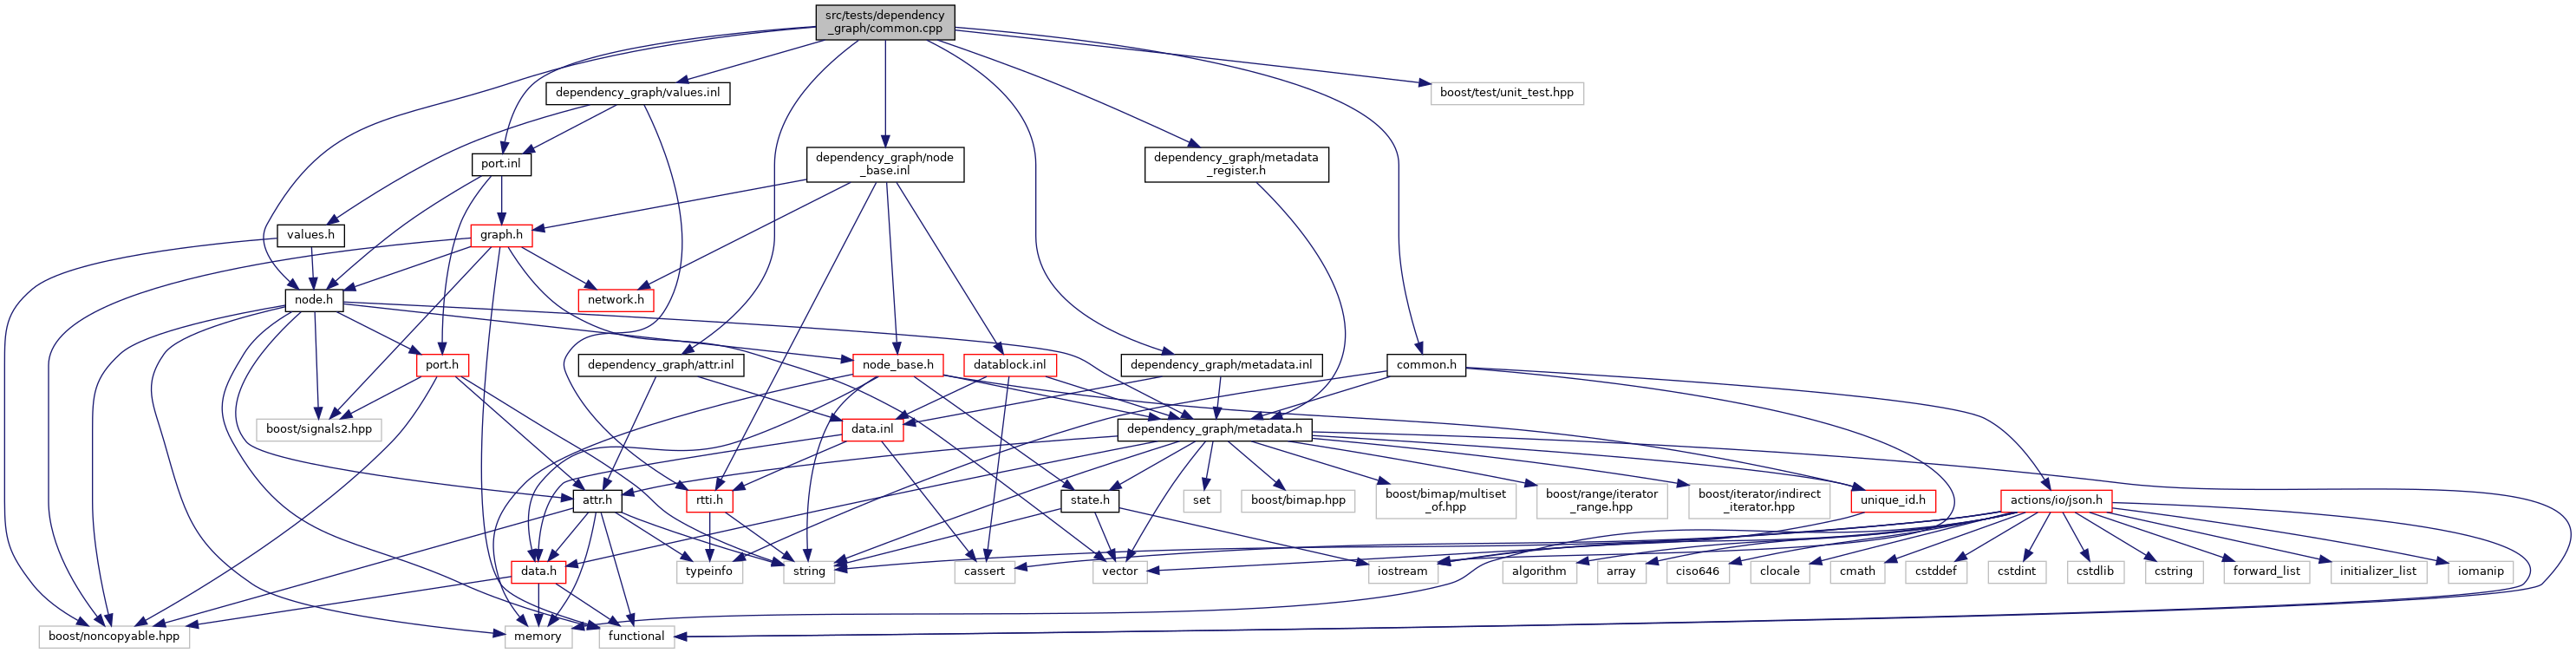 src/tests/dependency
_graph/common.cpp
dependency_graph/values.inl
boost/test/unit_test.hpp
port.inl
dependency_graph/node
_base.inl
dependency_graph/metadata
_register.h
values.h
graph.h
node.h
network.h
port.h
dependency_graph/attr.inl
node_base.h
datablock.inl
dependency_graph/metadata.inl
common.h
boost/signals2.hpp
data.inl
dependency_graph/metadata.h
attr.h
rtti.h
state.h
set
boost/bimap.hpp
boost/bimap/multiset
_of.hpp
boost/range/iterator
_range.hpp
boost/iterator/indirect
_iterator.hpp
unique_id.h
actions/io/json.h
data.h
typeinfo
string
cassert
vector
iostream
algorithm
array
ciso646
clocale
cmath
cstddef
cstdint
cstdlib
cstring
forward_list
initializer_list
iomanip
boost/noncopyable.hpp
memory
functional